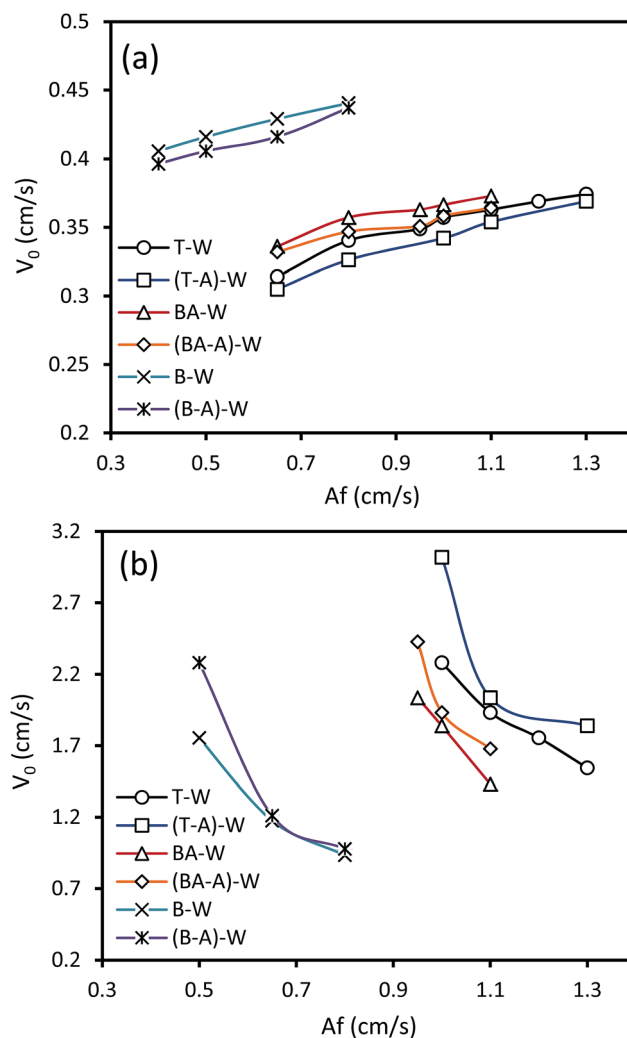 (a)
0.5
0.45
0.4
0.35
0.3
0.25
0.2
V0 (cm/s)
T-W
(T-A)-W
BA-W
(BA-A)-W
B-W
(B-A)-W
0.3 0.5 0.7 0.9 1.1 1.3
Af (cm/s)
(b)
3.2
2.7
2.2
1.7
1.2
0.7
0.2
V0 (cm/s)
T-W
(T-A)-W
BA-W
(BA-A)-W
B-W
(B-A)-W
0.3 0.5 0.7 0.9 1.1 1.3
Af (cm/s)